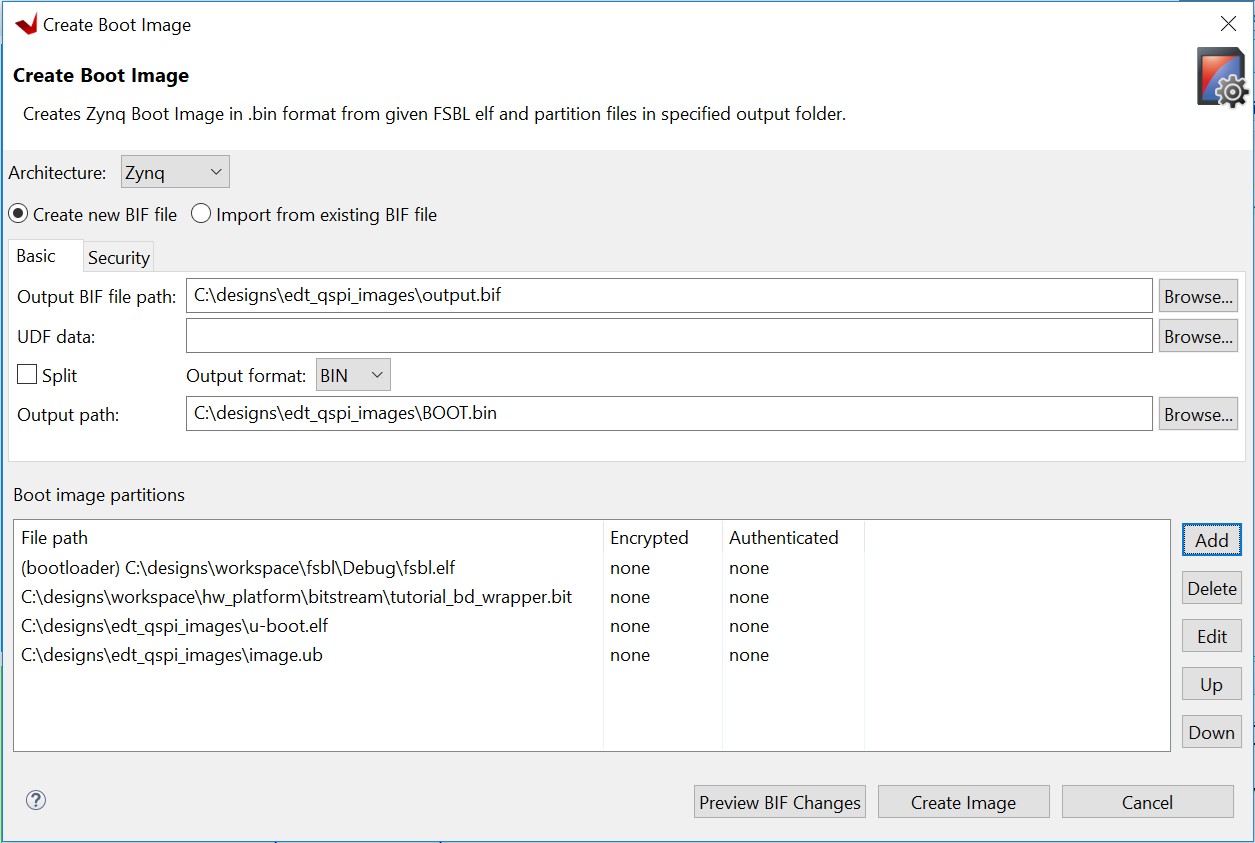 Create Boot Image
Create Boot Image
Creates Zynq Boot Image in .bin format from given FSBL elf and partition files in specified output folder.
Architecture: Zynq
Create new BIF file Import from existing BIF file
Basic Security
Output BIF file path: C:\designs\edt_qspi_images\output.bif Browse...
UDF data: Browse...
Split Output format: BIN
Output path: C:\designs\edt_qspi_images\BOOT.bin Browse...
Boot image partitions
File path Encrypted Authenticated Add
(bootloader) C:\designs\workspace\fsbl\Debug\fsbl.elf none none
C:\designs\workspace\hw_platform\bitstream\tutorial_bd_wrapper.bit none none Delete
C:\designs\edt_qspi_images\u-boot.elf none none Edit
C:\designs\edt_qspi_images\image.ub none none
Up
Down
? Preview BIF Changes Create Image Cancel